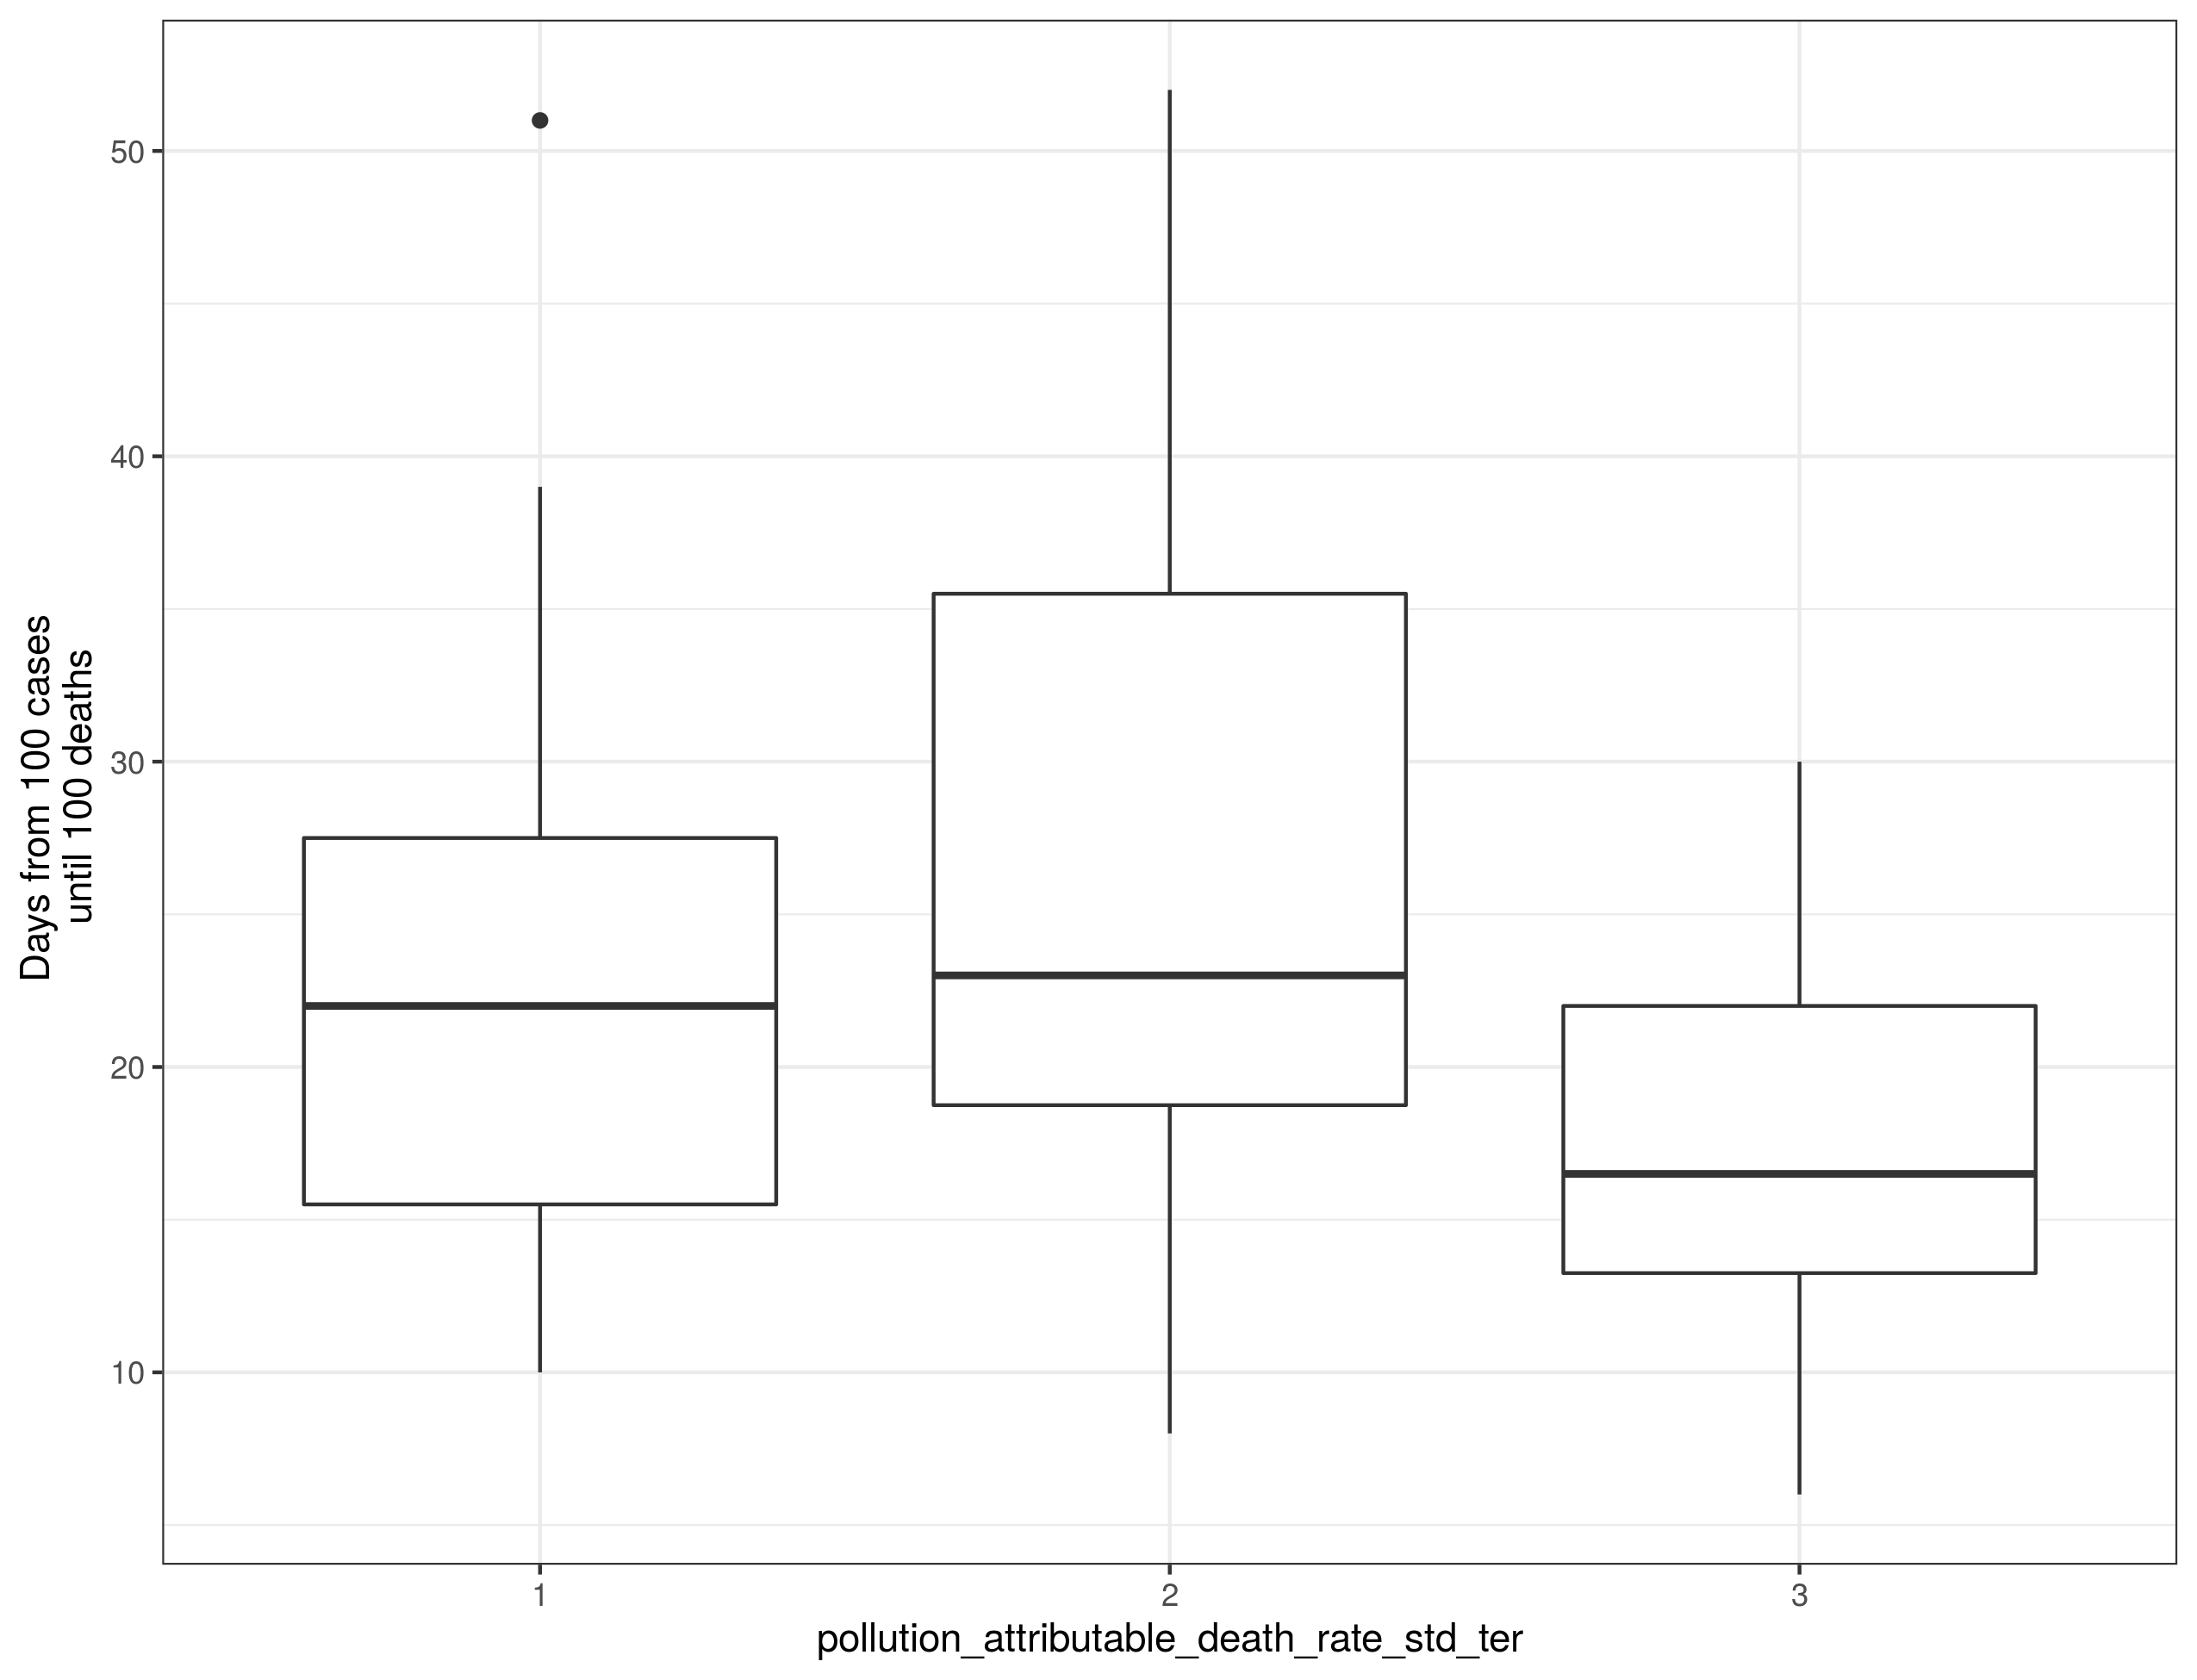 Days from 100 cases
until 100 deaths
50
40
30
20
10
1
2
3
pollution_attributable_death_rate_std_ter